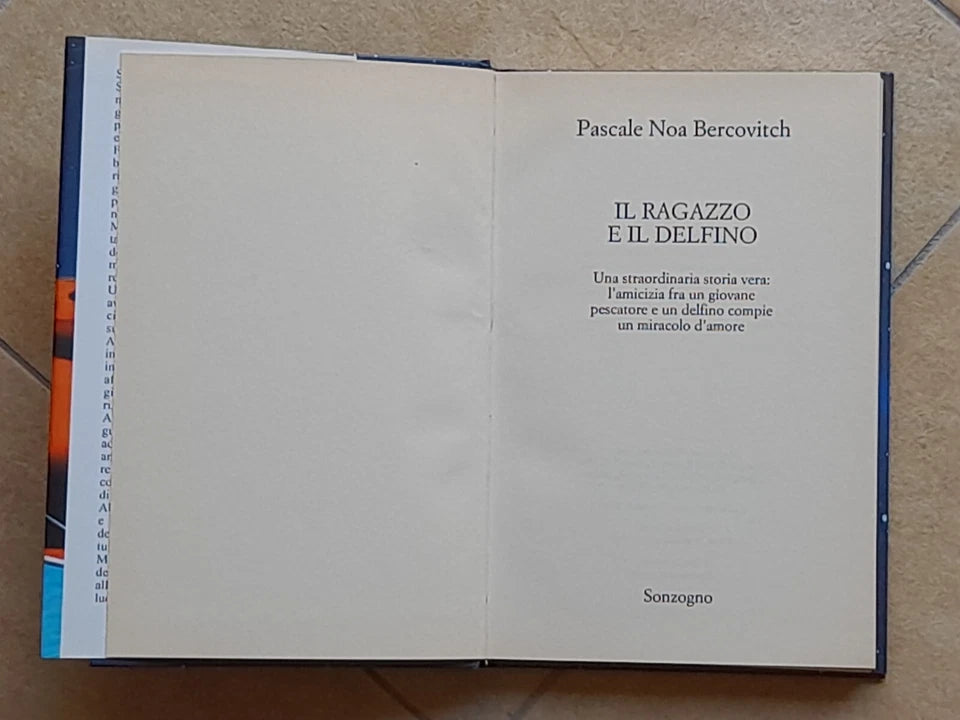 Pascale Noa Bercovitch
IL RAGAZZO
E IL DELFINO
Una straordinaria storia vera:
l'amicizia fra un giovane
pescatore e un delfino compie
un miracolo d'amore
Sonzogno